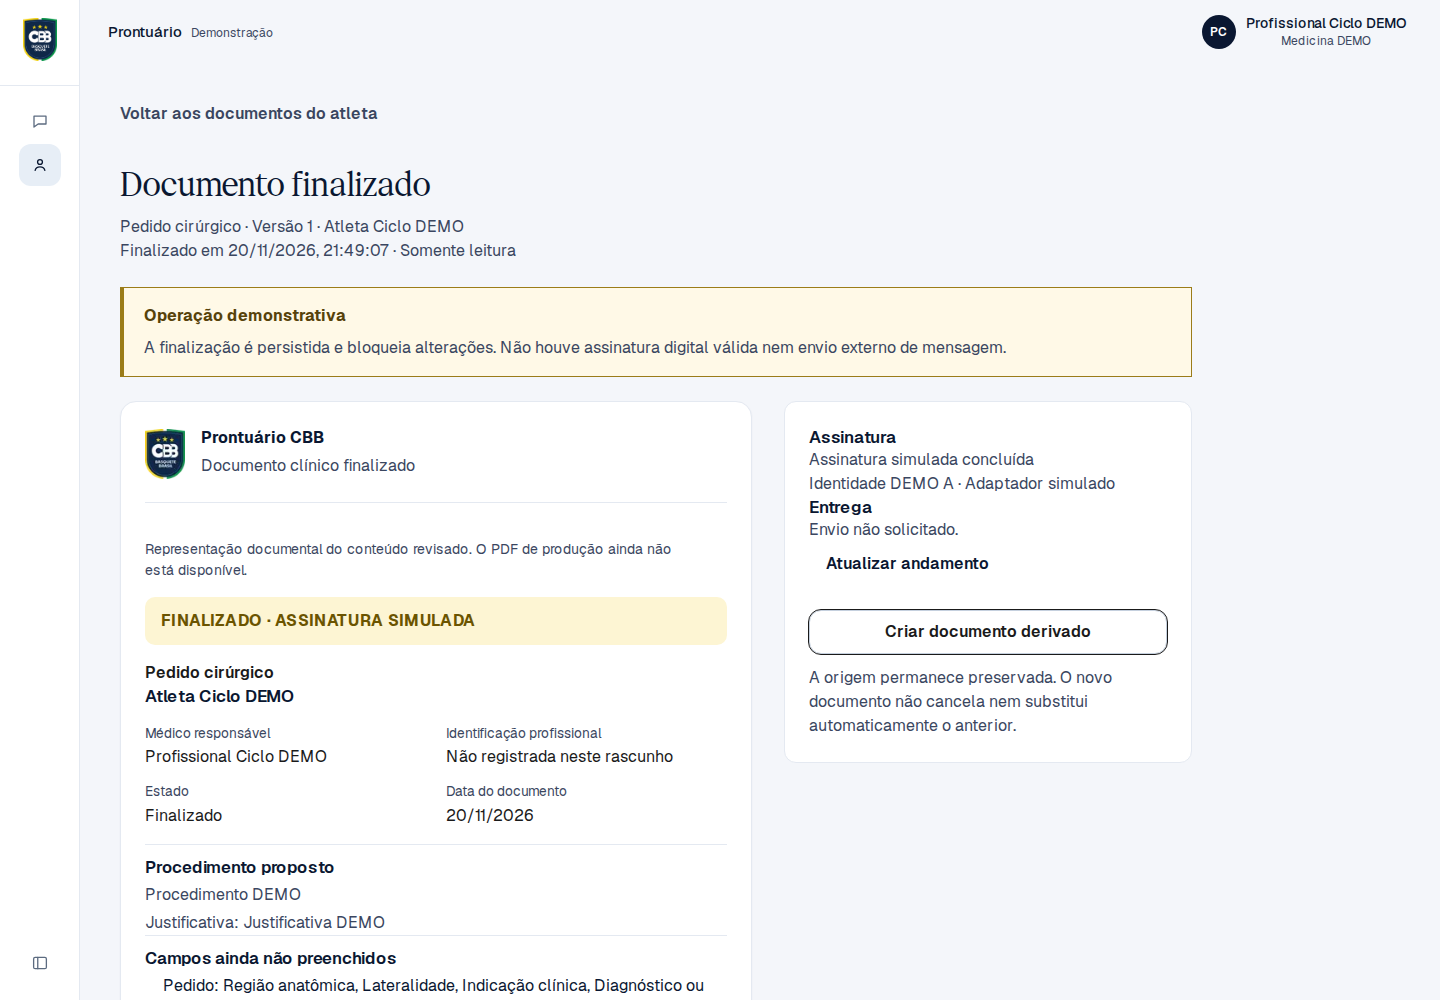 CBB
BASQUETE
BRASIL
Prontuário Demonstração
PC
Profissional Ciclo DEMO
Medicina DEMO
Voltar aos documentos do atleta
Documento finalizado
Pedido cirúrgico · Versão 1 · Atleta Ciclo DEMO
Finalizado em 20/11/2026, 21:49:07 · Somente leitura
Operação demonstrativa
A finalização é persistida e bloqueia alterações. Não houve assinatura digital válida nem envio externo de mensagem.
CBB
BASQUETE
BRASIL
Prontuário CBB
Documento clínico finalizado
Representação documental do conteúdo revisado. O PDF de produção ainda não
está disponível.
FINALIZADO · ASSINATURA SIMULADA
Pedido cirúrgico
Atleta Ciclo DEMO
Médico responsável
Profissional Ciclo DEMO
Identificação profissional
Não registrada neste rascunho
Estado
Finalizado
Data do documento
20/11/2026
Procedimento proposto
Procedimento DEMO
Justificativa: Justificativa DEMO
Campos ainda não preenchidos
Pedido: Região anatômica, Lateralidade, Indicação clínica, Diagnóstico ou
Assinatura
Assinatura simulada concluída
Identidade DEMO A · Adaptador simulado
Entrega
Envio não solicitado.
Atualizar andamento
Criar documento derivado
A origem permanece preservada. O novo
documento não cancela nem substitui
automaticamente o anterior.